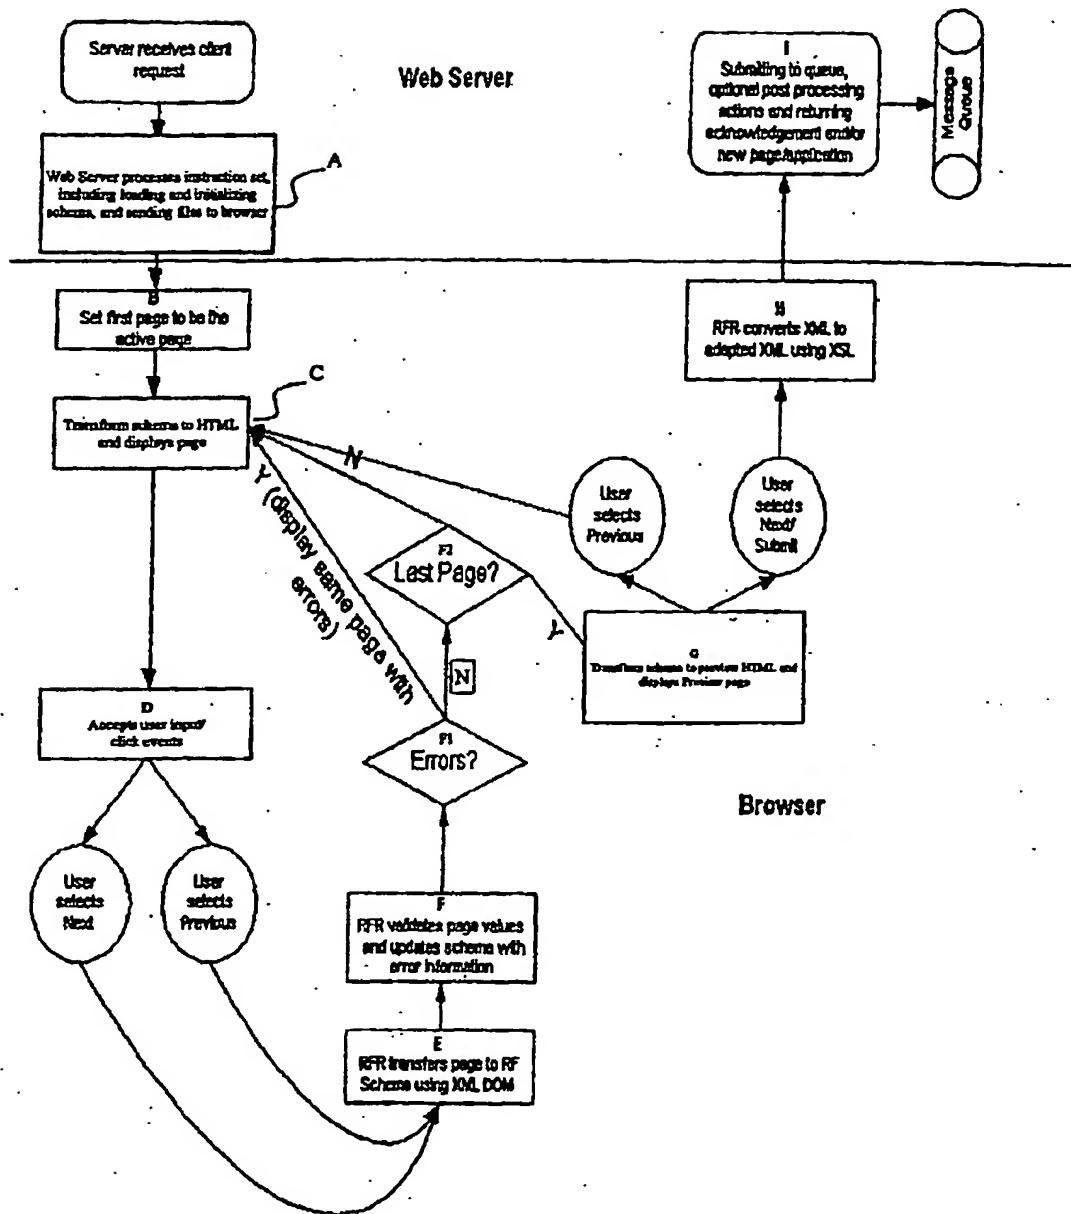 Server receives client
request
Web Server
I
Submitting to queue,
optional post processing
actions and returning
acknowledgement and/or
new page/application
Message
Queue
A
Web Server processes instruction set,
including loading and initializing
schema, and sending files to browser
B
Set first page to be the
active page
H
RFR converts XML to
adapted XML using XSL
C
Transform schema to HTML
and displays page
N
User
selects
Previous
User
selects
Next/
Submit
Y (display same page with
errors)
F2
Last Page?
Y
G
Transform schema to preview HTML and
displays Preview page
N
D
Accepts user input/
click events
F1
Errors?
Browser
User
selects
Next
User
selects
Previous
F
RFR validates page values
and updates schema with
error information
E
RFR transfers page to RF
Schema using XML DOM